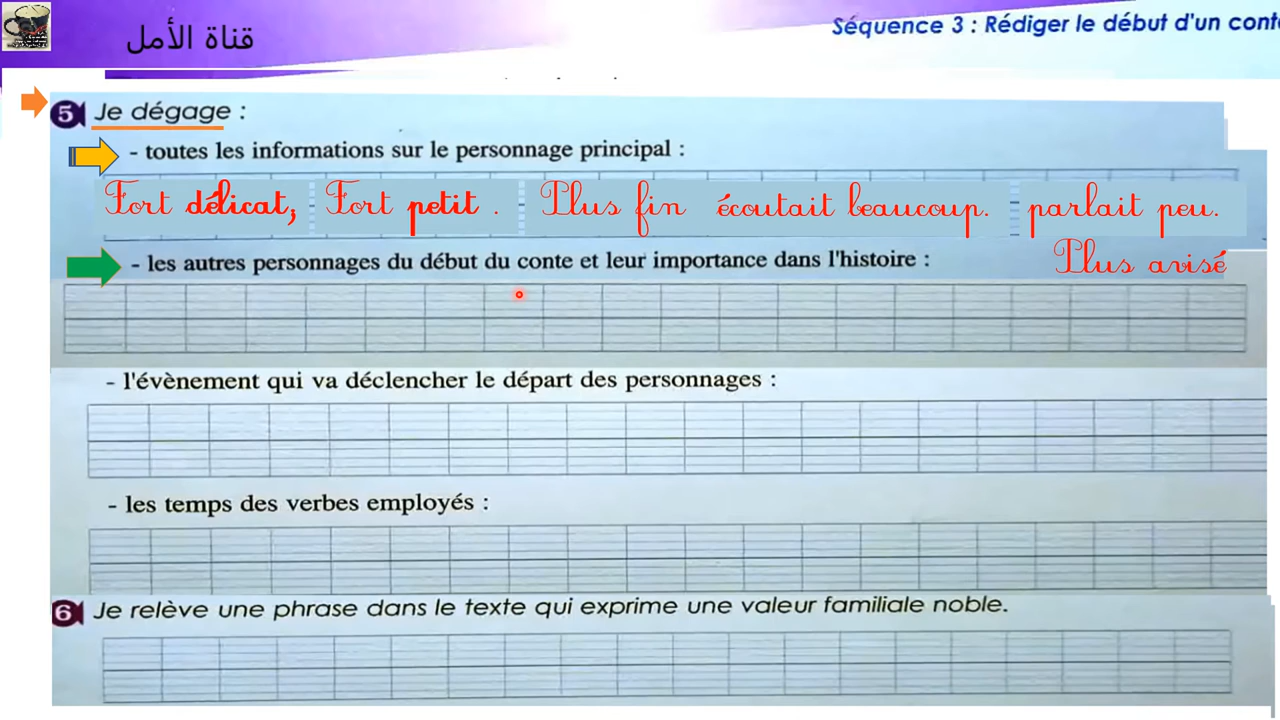 قناة الأمل
Séquence 3 : Rédiger le début d'un cont
5 Je dégage :
- toutes les informations sur le personnage principal :
Fort délicat, - Fort petit . - Plus fin écoutait beaucoup. - parlait peu.
Plus avisé
- les autres personnages du début du conte et leur importance dans l'histoire :
- l'évènement qui va déclencher le départ des personnages :
- les temps des verbes employés :
6 Je relève une phrase dans le texte qui exprime une valeur familiale noble.